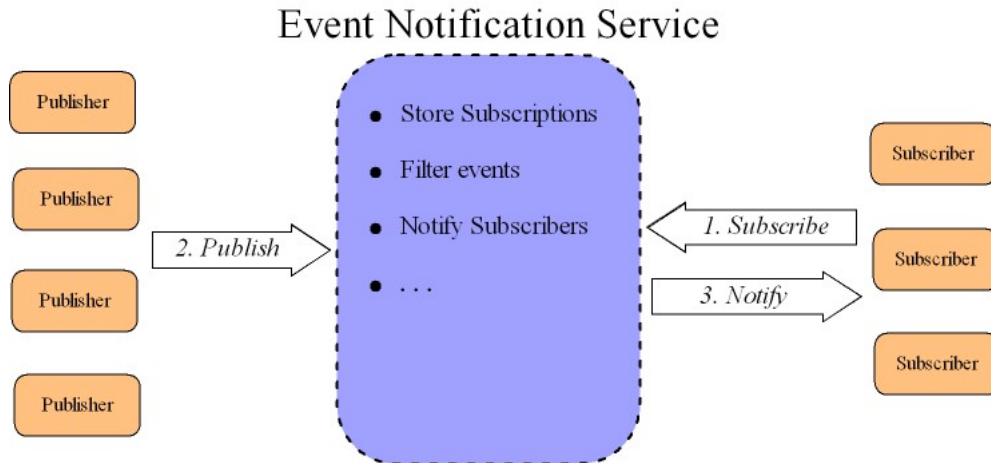 Event Notification Service
Publisher
Publisher
Publisher
Publisher
2. Publish
• Store Subscriptions
• Filter events
• Notify Subscribers
• . . .
1. Subscribe
3. Notify
Subscriber
Subscriber
Subscriber